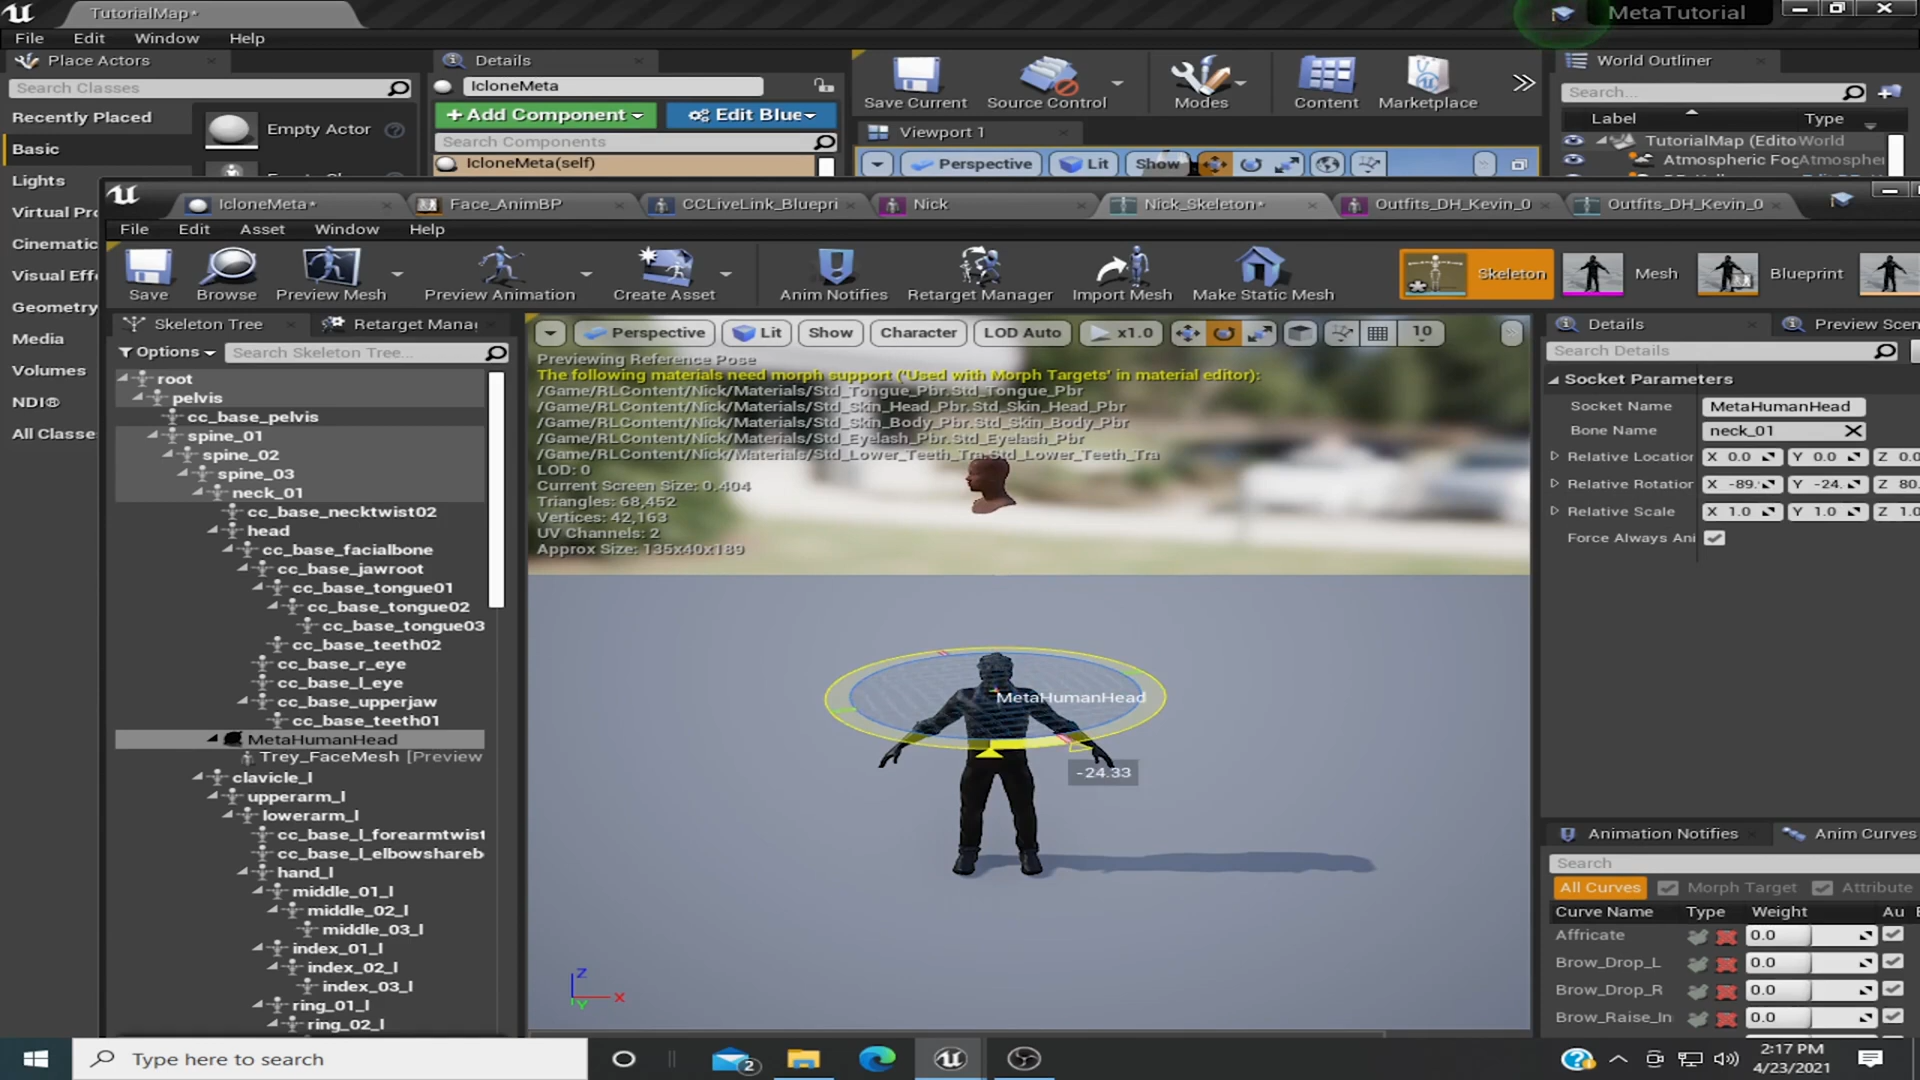 TutorialMap*
MetaTutorial
File Edit Window Help
Place Actors
Search Classes
Recently Placed
Basic
Lights
Virtual Pr
Cinematic
Visual Eff
Geometry
Media
Volumes
NDI®
All Classe
Empty Actor
Details
IcloneMeta
+Add Component
Edit Blue
Search Components
IcloneMeta(self)
Save Current
Source Control
Modes
Content
Marketplace
Viewport 1
Perspective Lit Show
World Outliner
Search...
Label Type
TutorialMap (Edito World
Atmospheric Fog Atmosphe
IcloneMeta*
Face_AnimBP
CCLiveLink_Bluepri
Nick
Nick_Skeleton*
Outfits_DH_Kevin_0
Outfits_DH_Kevin_0
File Edit Asset Window Help
Save
Browse
Preview Mesh
Preview Animation
Create Asset
Anim Notifies
Retarget Manager
Import Mesh
Make Static Mesh
Skeleton
Mesh
Blueprint
Skeleton Tree
Retarget Mana
Options
Search Skeleton Tree...
root
pelvis
cc_base_pelvis
spine_01
spine_02
spine_03
neck_01
cc_base_necktwist02
head
cc_base_facialbone
cc_base_jawroot
cc_base_tongue01
cc_base_tongue02
cc_base_tongue03
cc_base_teeth02
cc_base_r_eye
cc_base_l_eye
cc_base_upperjaw
cc_base_teeth01
MetaHumanHead
Trey_FaceMesh [Preview
clavicle_l
upperarm_l
lowerarm_l
cc_base_l_forearmtwist
cc_base_l_elbowshareb
hand_l
middle_01_l
middle_02_l
middle_03_l
index_01_l
index_02_l
index_03_l
ring_01_l
ring_02_l
Perspective Lit Show Character LOD Auto x1.0 10
Previewing Reference Pose
The following materials need morph support ('Used with Morph Targets' in material editor):
/Game/RLContent/Nick/Materials/Std_Tongue_Pbr.Std_Tongue_Pbr
/Game/RLContent/Nick/Materials/Std_Skin_Head_Pbr.Std_Skin_Head_Pbr
/Game/RLContent/Nick/Materials/Std_Skin_Body_Pbr.Std_Skin_Body_Pbr
/Game/RLContent/Nick/Materials/Std_Eyelash_Pbr.Std_Eyelash_Pbr
/Game/RLContent/Nick/Materials/Std_Lower_Teeth_Tra.Std_Lower_Teeth_Tra
LOD: 0
Current Screen Size: 0,404
Triangles: 68,452
Vertices: 42,163
UV Channels: 2
Approx Size: 135x40x189
MetaHumanHead
-24.33
Z
X
Y
Details
Preview Scen
Search Details
Socket Parameters
Socket Name MetaHumanHead
Bone Name neck_01
Relative Location X 0.0 Y 0.0 Z 0.0
Relative Rotation X -89. Y -24. Z 80.
Relative Scale X 1.0 Y 1.0 Z 1.0
Force Always Ani
Animation Notifies
Anim Curves
Search
All Curves Morph Target Attribute
Curve Name Type Weight Au
Affricate 0.0
Brow_Drop_L 0.0
Brow_Drop_R 0.0
Brow_Raise_In 0.0
Type here to search
2
2:17 PM
4/23/2021